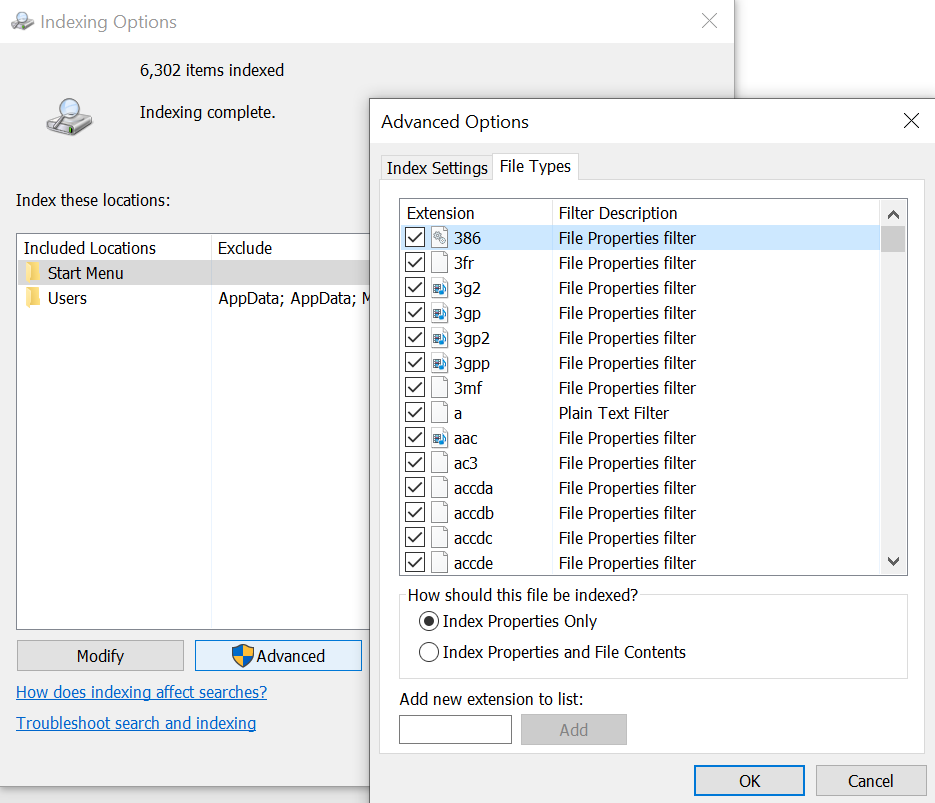 Indexing Options
6,302 items indexed
Indexing complete.
Index these locations:
Included Locations Exclude
Start Menu
Users AppData; AppData; M
Modify Advanced
How does indexing affect searches?
Troubleshoot search and indexing
Advanced Options
Index Settings File Types
Extension Filter Description
386 File Properties filter
3fr File Properties filter
3g2 File Properties filter
3gp File Properties filter
3gp2 File Properties filter
3gpp File Properties filter
3mf File Properties filter
a Plain Text Filter
aac File Properties filter
ac3 File Properties filter
accda File Properties filter
accdb File Properties filter
accdc File Properties filter
accde File Properties filter
How should this file be indexed?
Index Properties Only
Index Properties and File Contents
Add new extension to list:
Add
OK Cancel